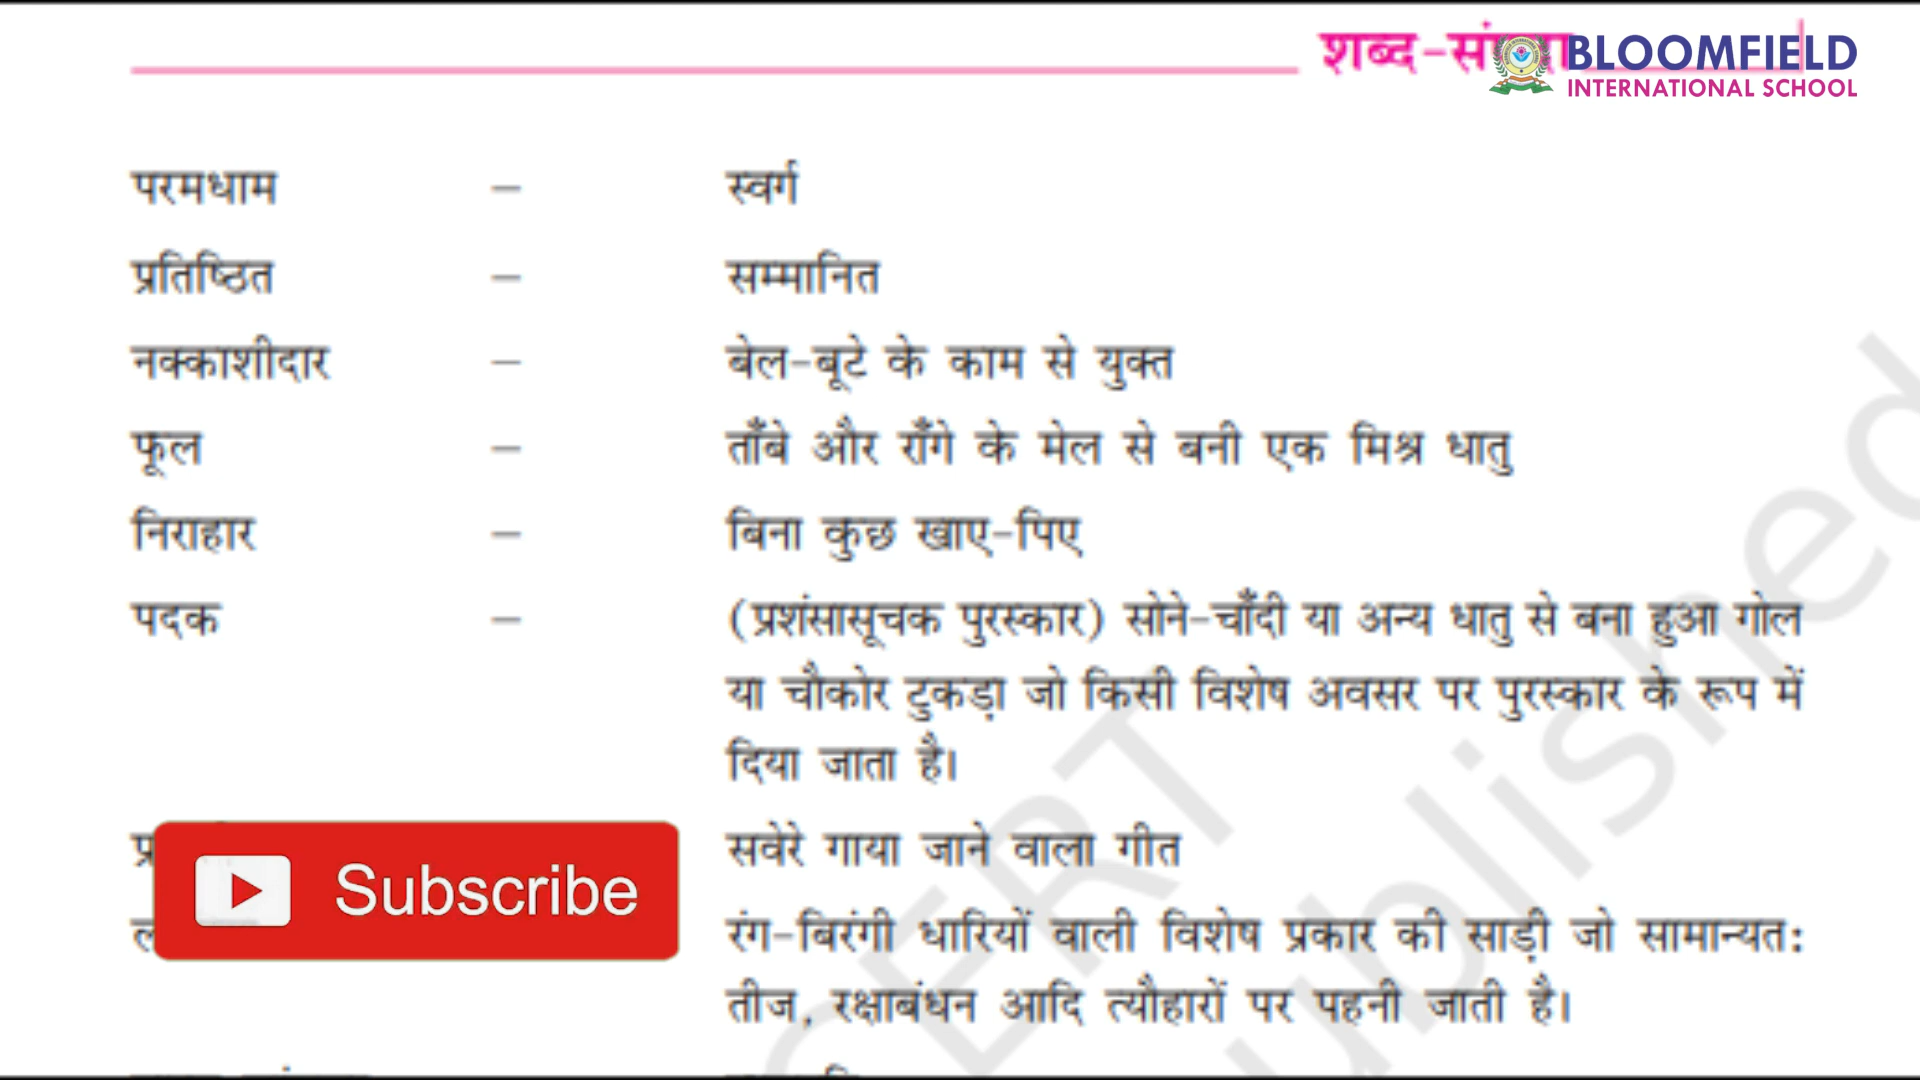 BLOOMFIELD
INTERNATIONAL SCHOOL
परमधाम – स्वर्ग
प्रतिष्ठित – सम्मानित
नक्काशीदार – बेल-बूटे के काम से युक्त
फूल – ताँबे और राँगे के मेल से बनी एक मिश्र धातु
निराहार – बिना कुछ खाए-पिए
पदक – (प्रशंसासूचक पुरस्कार) सोने-चाँदी या अन्य धातु से बना हुआ गोल
या चौकोर टुकड़ा जो किसी विशेष अवसर पर पुरस्कार के रूप में
दिया जाता है।
सवेरे गाया जाने वाला गीत
Subscribe
रंग-बिरंगी धारियों वाली विशेष प्रकार की साड़ी जो सामान्यत:
तीज, रक्षाबंधन आदि त्यौहारों पर पहनी जाती है।